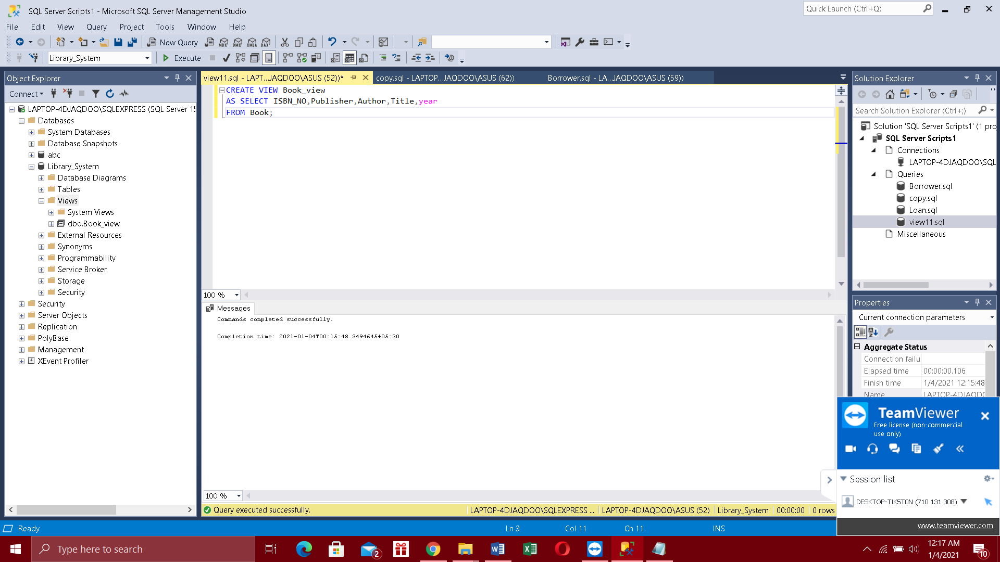 SQL Server Scripts1 - Microsoft SQL Server Management Studio
Quick Launch (Ctrl+Q)
File Edit View Query Project Tools Window Help
New Query MDX DMX XMLA DAX
Library_System Execute
Object Explorer
Connect
LAPTOP-4DJAQDOO\SQLEXPRESS (SQL Server 15
Databases
System Databases
Database Snapshots
abc
Library_System
Database Diagrams
Tables
Views
System Views
dbo.Book_view
External Resources
Synonyms
Programmability
Service Broker
Storage
Security
Security
Server Objects
Replication
PolyBase
Management
XEvent Profiler
view11.sql - LAPT...JAQDOO\ASUS (52))* copy.sql - LAPTOP...JAQDOO\ASUS (62)) Borrower.sql - LA...JAQDOO\ASUS (59))
CREATE VIEW Book_view
AS SELECT ISBN_NO,Publisher,Author,Title,year
FROM Book;
100 %
Messages
Commands completed successfully.
Completion time: 2021-01-04T00:15:48.3494645+05:30
100 %
Query executed successfully. LAPTOP-4DJAQDOO\SQLEXPRESS ... LAPTOP-4DJAQDOO\ASUS (52) Library_System 00:00:00 0 rows
Solution Explorer
Search Solution Explorer (Ctrl+;)
Solution 'SQL Server Scripts1' (1 pro
SQL Server Scripts1
Connections
LAPTOP-4DJAQDOO\SQL
Queries
Borrower.sql
copy.sql
Loan.sql
view11.sql
Miscellaneous
Properties
Current connection parameters
Aggregate Status
Connection failu
Elapsed time 00:00:00.106
Finish time 1/4/2021 12:15:48
Name LAPTOP-4DJAQDO
TeamViewer
Free license (non-commercial
use only)
Session list
DESKTOP-TIK5T0N (710 131 308)
www.teamviewer.com
Ready Ln 3 Col 11 Ch 11 INS
Type here to search
2
12:17 AM
1/4/2021
10